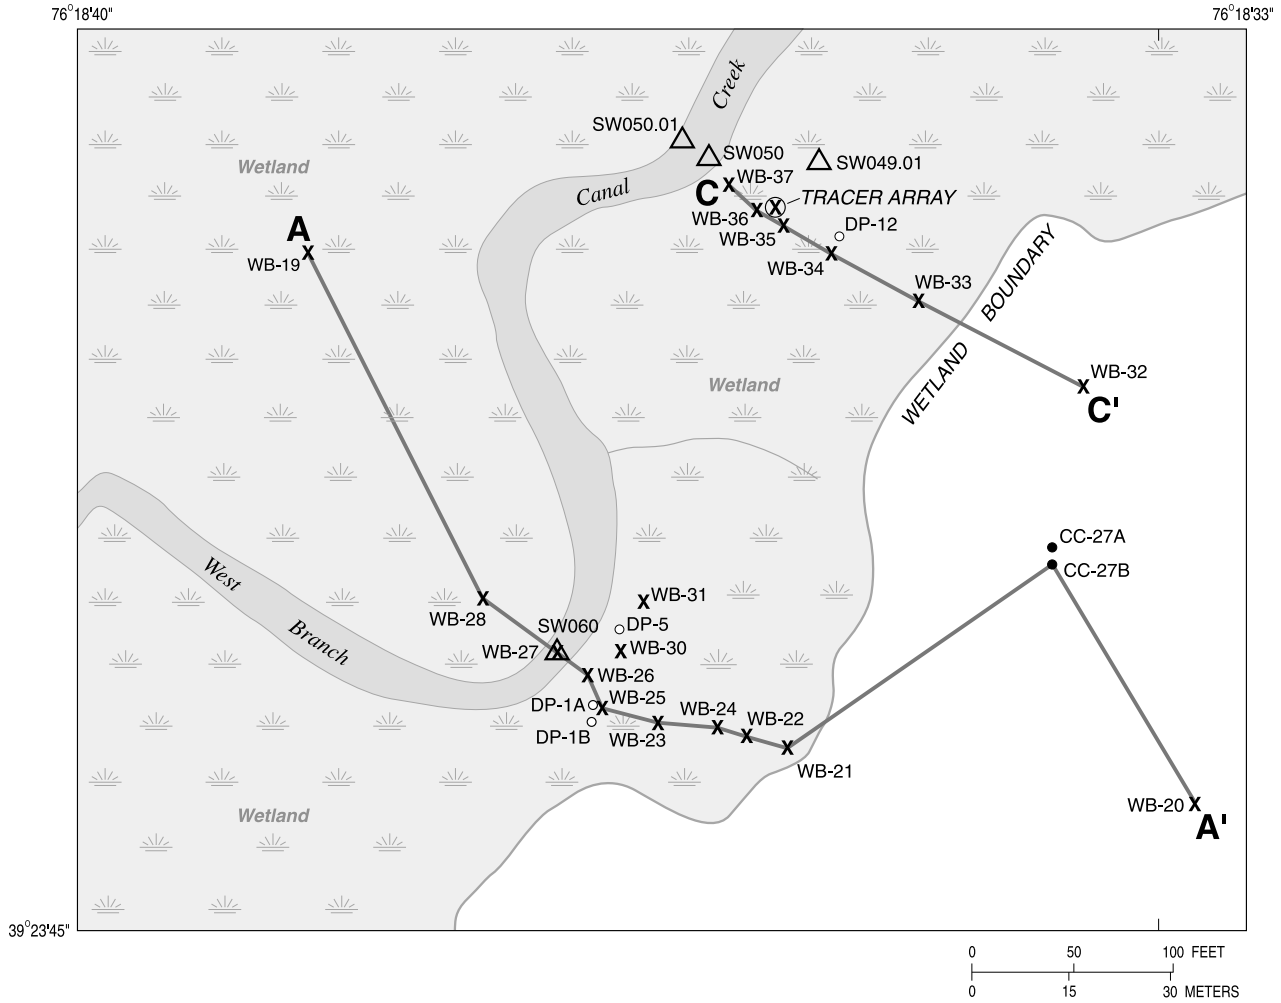 76°18'40"
76°18'33"
Creek
SW050.01
SW050
SW049.01
Wetland
Canal
C
WB-37
TRACER ARRAY
WB-36
DP-12
WB-35
A
WB-19
WB-34
WB-33
BOUNDARY
WETLAND
WB-32
C'
Wetland
CC-27A
CC-27B
West
Branch
WB-31
WB-28
SW060
DP-5
WB-27
WB-30
WB-26
DP-1A
WB-25
WB-24
WB-22
DP-1B
WB-23
WB-21
WB-20
A'
Wetland
39°23'45"
0 50 100 FEET
0 15 30 METERS